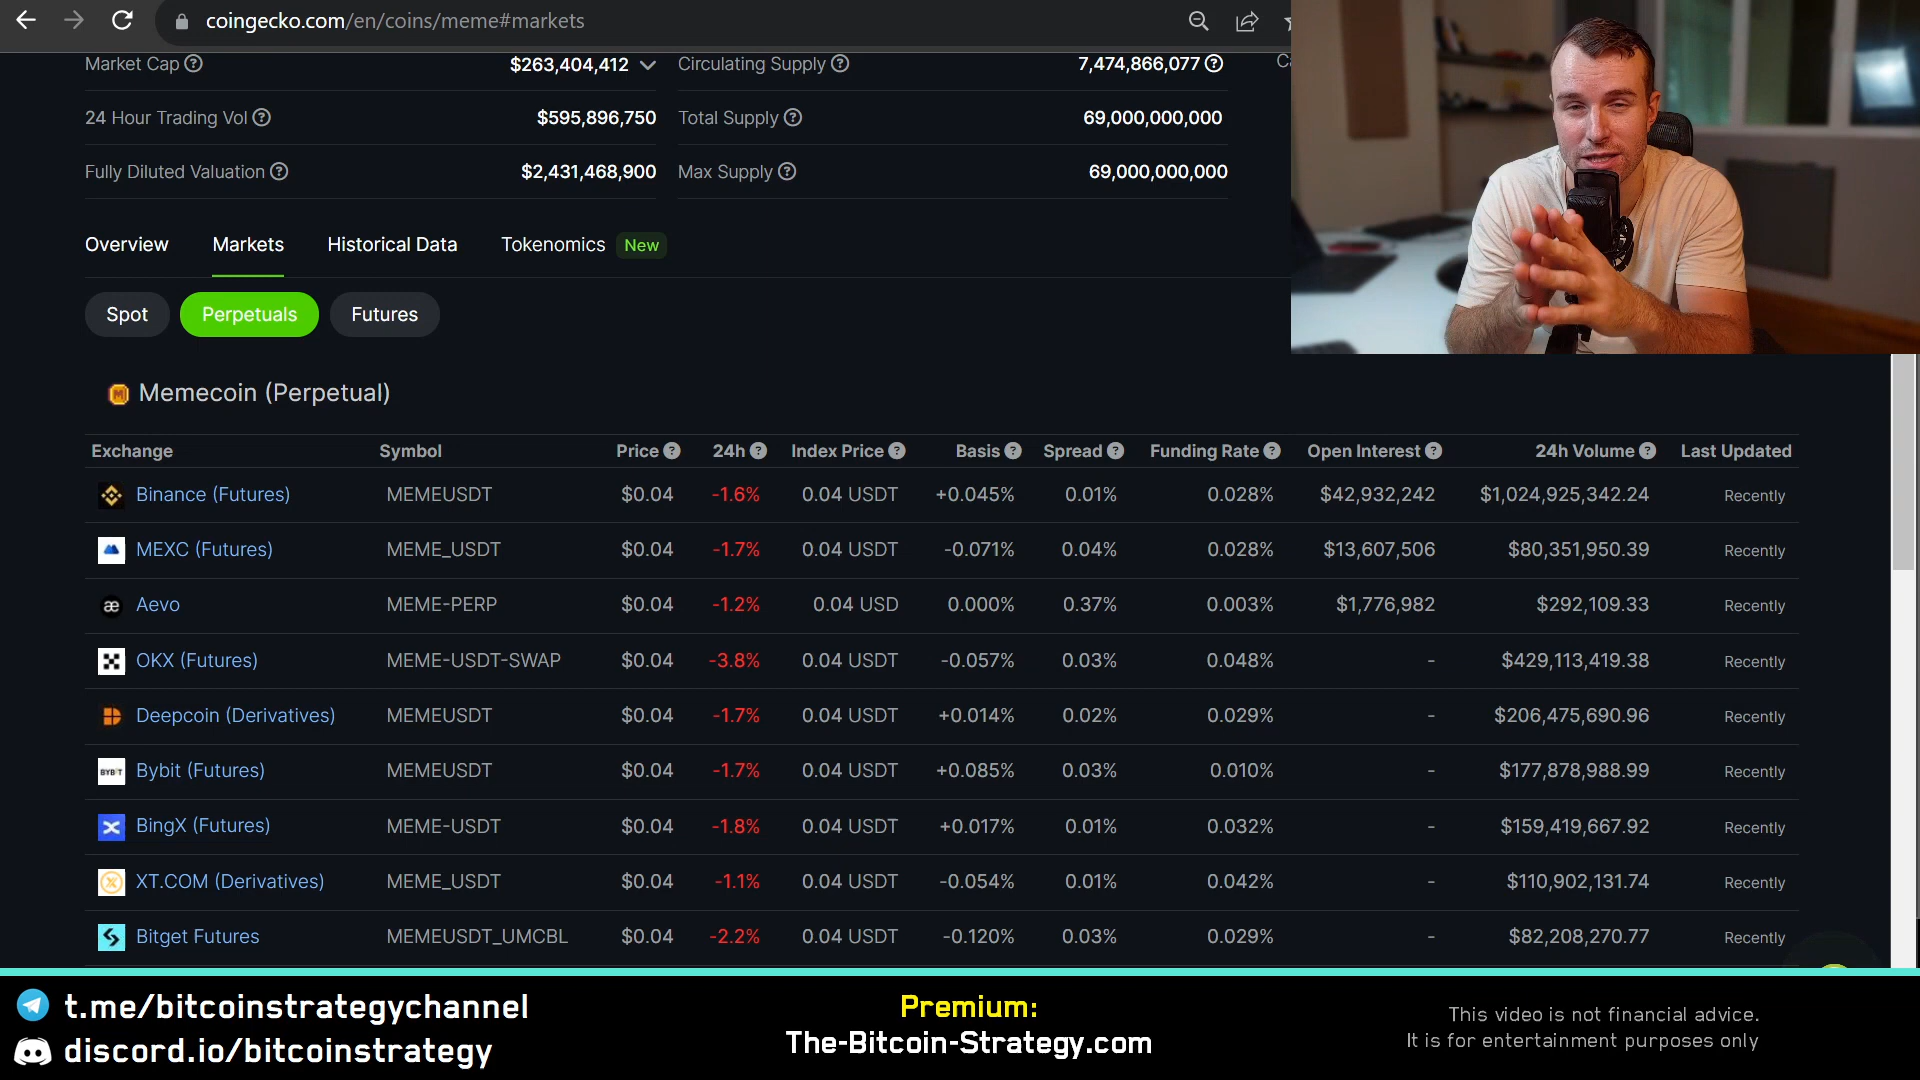 coingecko.com/en/coins/meme#markets
Market Cap $263,404,412 Circulating Supply 7,474,866,077
24 Hour Trading Vol $595,896,750 Total Supply 69,000,000,000
Fully Diluted Valuation $2,431,468,900 Max Supply 69,000,000,000
Overview Markets Historical Data Tokenomics New
Spot Perpetuals Futures
Memecoin (Perpetual)
Exchange Symbol Price 24h Index Price Basis Spread Funding Rate Open Interest 24h Volume Last Updated
Binance (Futures) MEMEUSDT $0.04 -1.6% 0.04 USDT +0.045% 0.01% 0.028% $42,932,242 $1,024,925,342.24 Recently
MEXC (Futures) MEME_USDT $0.04 -1.7% 0.04 USDT -0.071% 0.04% 0.028% $13,607,506 $80,351,950.39 Recently
Aevo MEME-PERP $0.04 -1.2% 0.04 USD 0.000% 0.37% 0.003% $1,776,982 $292,109.33 Recently
OKX (Futures) MEME-USDT-SWAP $0.04 -3.8% 0.04 USDT -0.057% 0.03% 0.048% - $429,113,419.38 Recently
Deepcoin (Derivatives) MEMEUSDT $0.04 -1.7% 0.04 USDT +0.014% 0.02% 0.029% - $206,475,690.96 Recently
BYBIT Bybit (Futures) MEMEUSDT $0.04 -1.7% 0.04 USDT +0.085% 0.03% 0.010% - $177,878,988.99 Recently
BingX (Futures) MEME-USDT $0.04 -1.8% 0.04 USDT +0.017% 0.01% 0.032% - $159,419,667.92 Recently
XT.COM (Derivatives) MEME_USDT $0.04 -1.1% 0.04 USDT -0.054% 0.01% 0.042% - $110,902,131.74 Recently
Bitget Futures MEMEUSDT_UMCBL $0.04 -2.2% 0.04 USDT -0.120% 0.03% 0.029% - $82,208,270.77 Recently
t.me/bitcoinstrategychannel
discord.io/bitcoinstrategy
Premium:
The-Bitcoin-Strategy.com
This video is not financial advice.
It is for entertainment purposes only